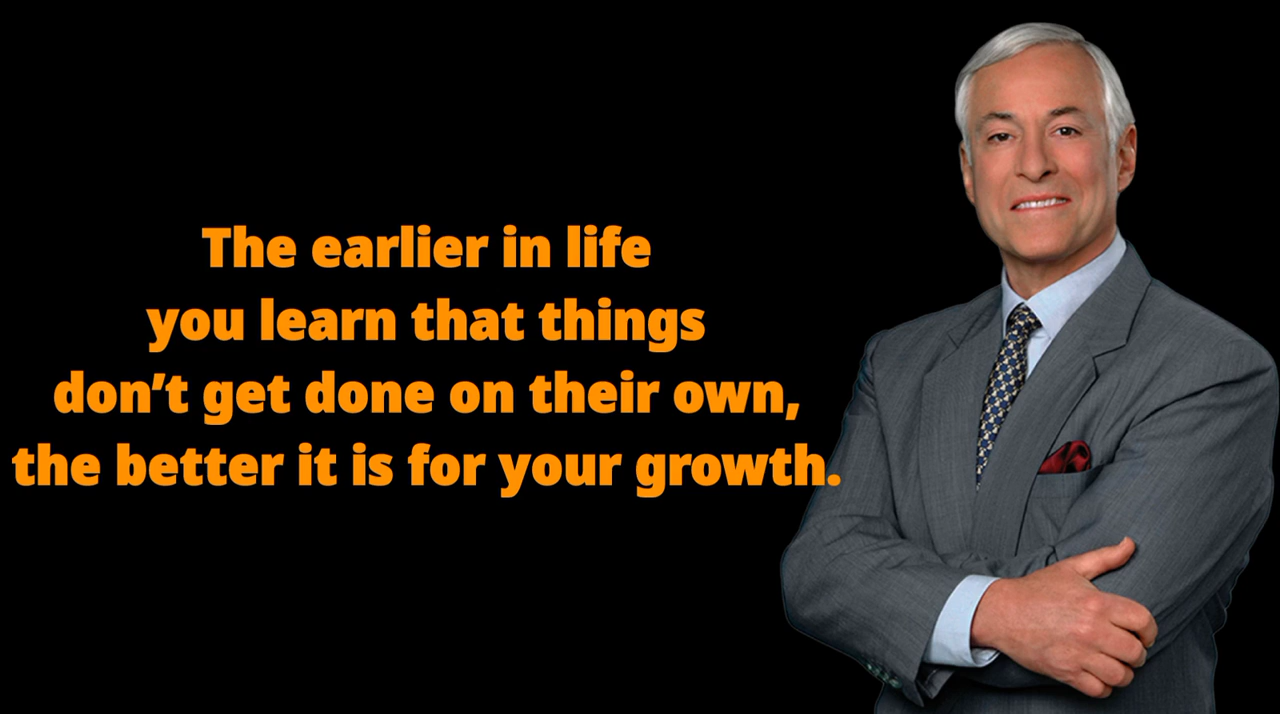 The earlier in life
you learn that things
don’t get done on their own,
the better it is for your growth.